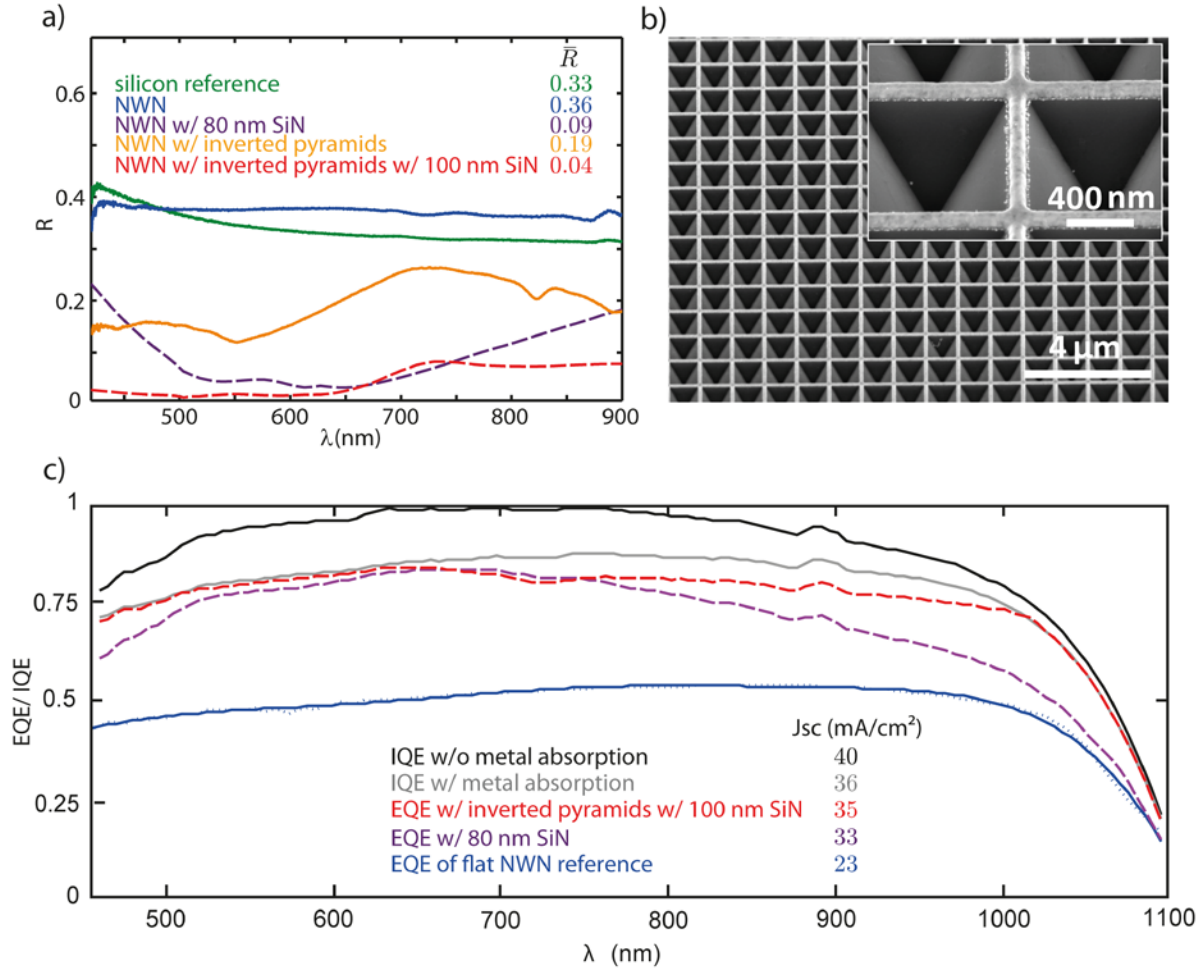 a)
R̄
silicon reference 0.33
NWN 0.36
NWN w/ 80 nm SiN 0.09
NWN w/ inverted pyramids 0.19
NWN w/ inverted pyramids w/ 100 nm SiN 0.04
0.6
0.4
0.2
0
R
500 600 700 800 900
λ(nm)
b)
400 nm
4 µm
c)
1
0.75
0.5
0.25
0
EQE/ IQE
Jsc (mA/cm²)
IQE w/o metal absorption 40
IQE w/ metal absorption 36
EQE w/ inverted pyramids w/ 100 nm SiN 35
EQE w/ 80 nm SiN 33
EQE of flat NWN reference 23
500 600 700 800 900 1000 1100
λ (nm)